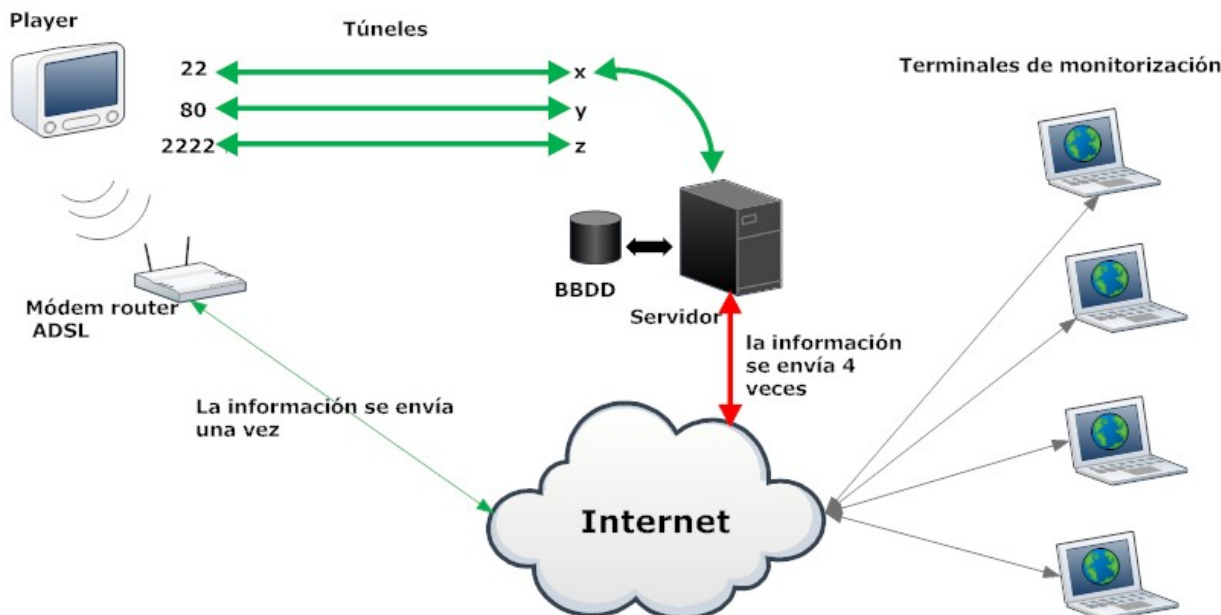 Player
Túneles
22
x
80
y
2222
z
Terminales de monitorización
Módem router
ADSL
BBDD
Servidor
la información
se envía 4
veces
La información se envía
una vez
Internet